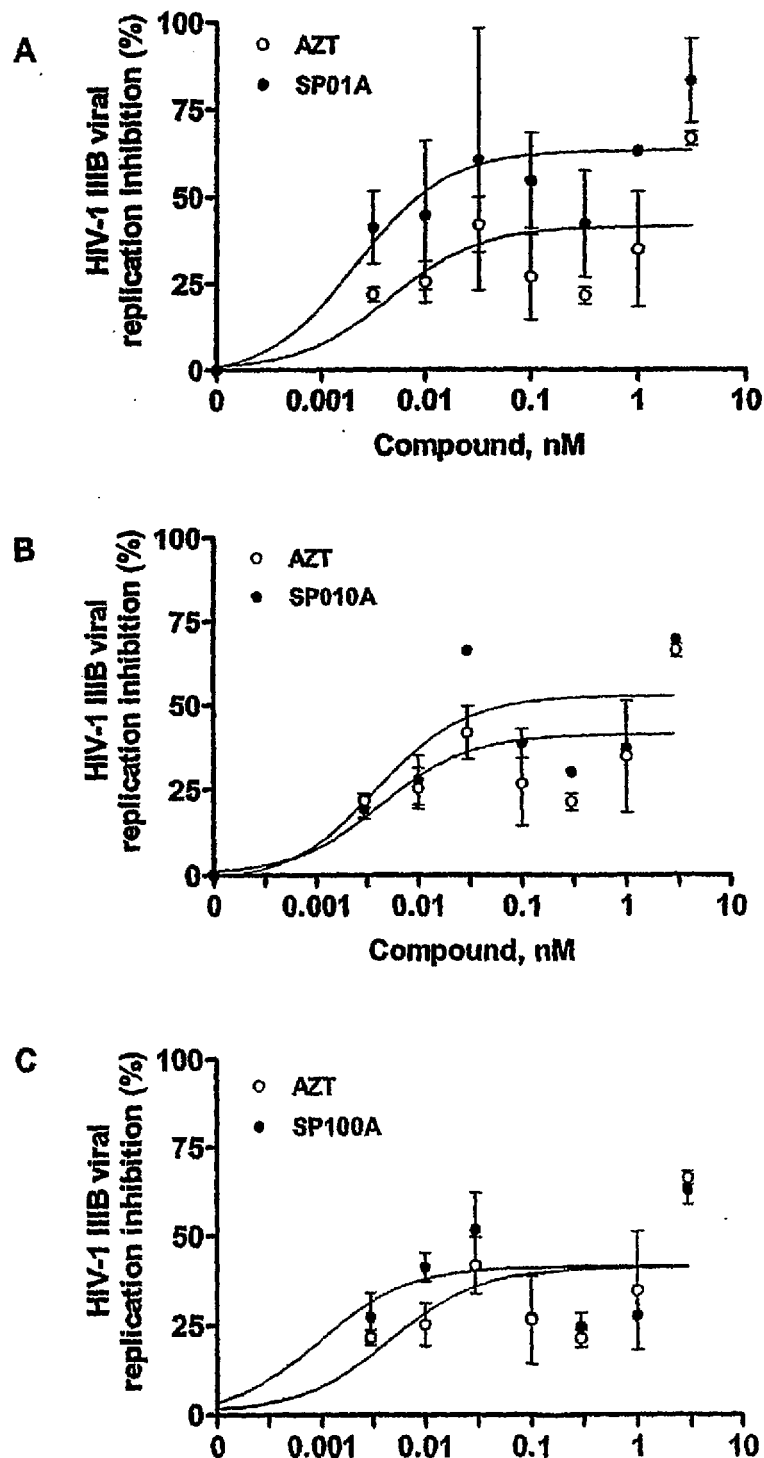 A
HIV-1 IIIB viral
replication inhibition (%)
100
75
50
25
0
AZT
SP01A
0 0.001 0.01 0.1 1 10
Compound, nM
B
HIV-1 IIIB viral
replication inhibition (%)
100
75
50
25
0
AZT
SP010A
0 0.001 0.01 0.1 1 10
Compound, nM
C
HIV-1 IIIB viral
replication inhibition (%)
100
75
50
25
0
AZT
SP100A
0 0.001 0.01 0.1 1 10